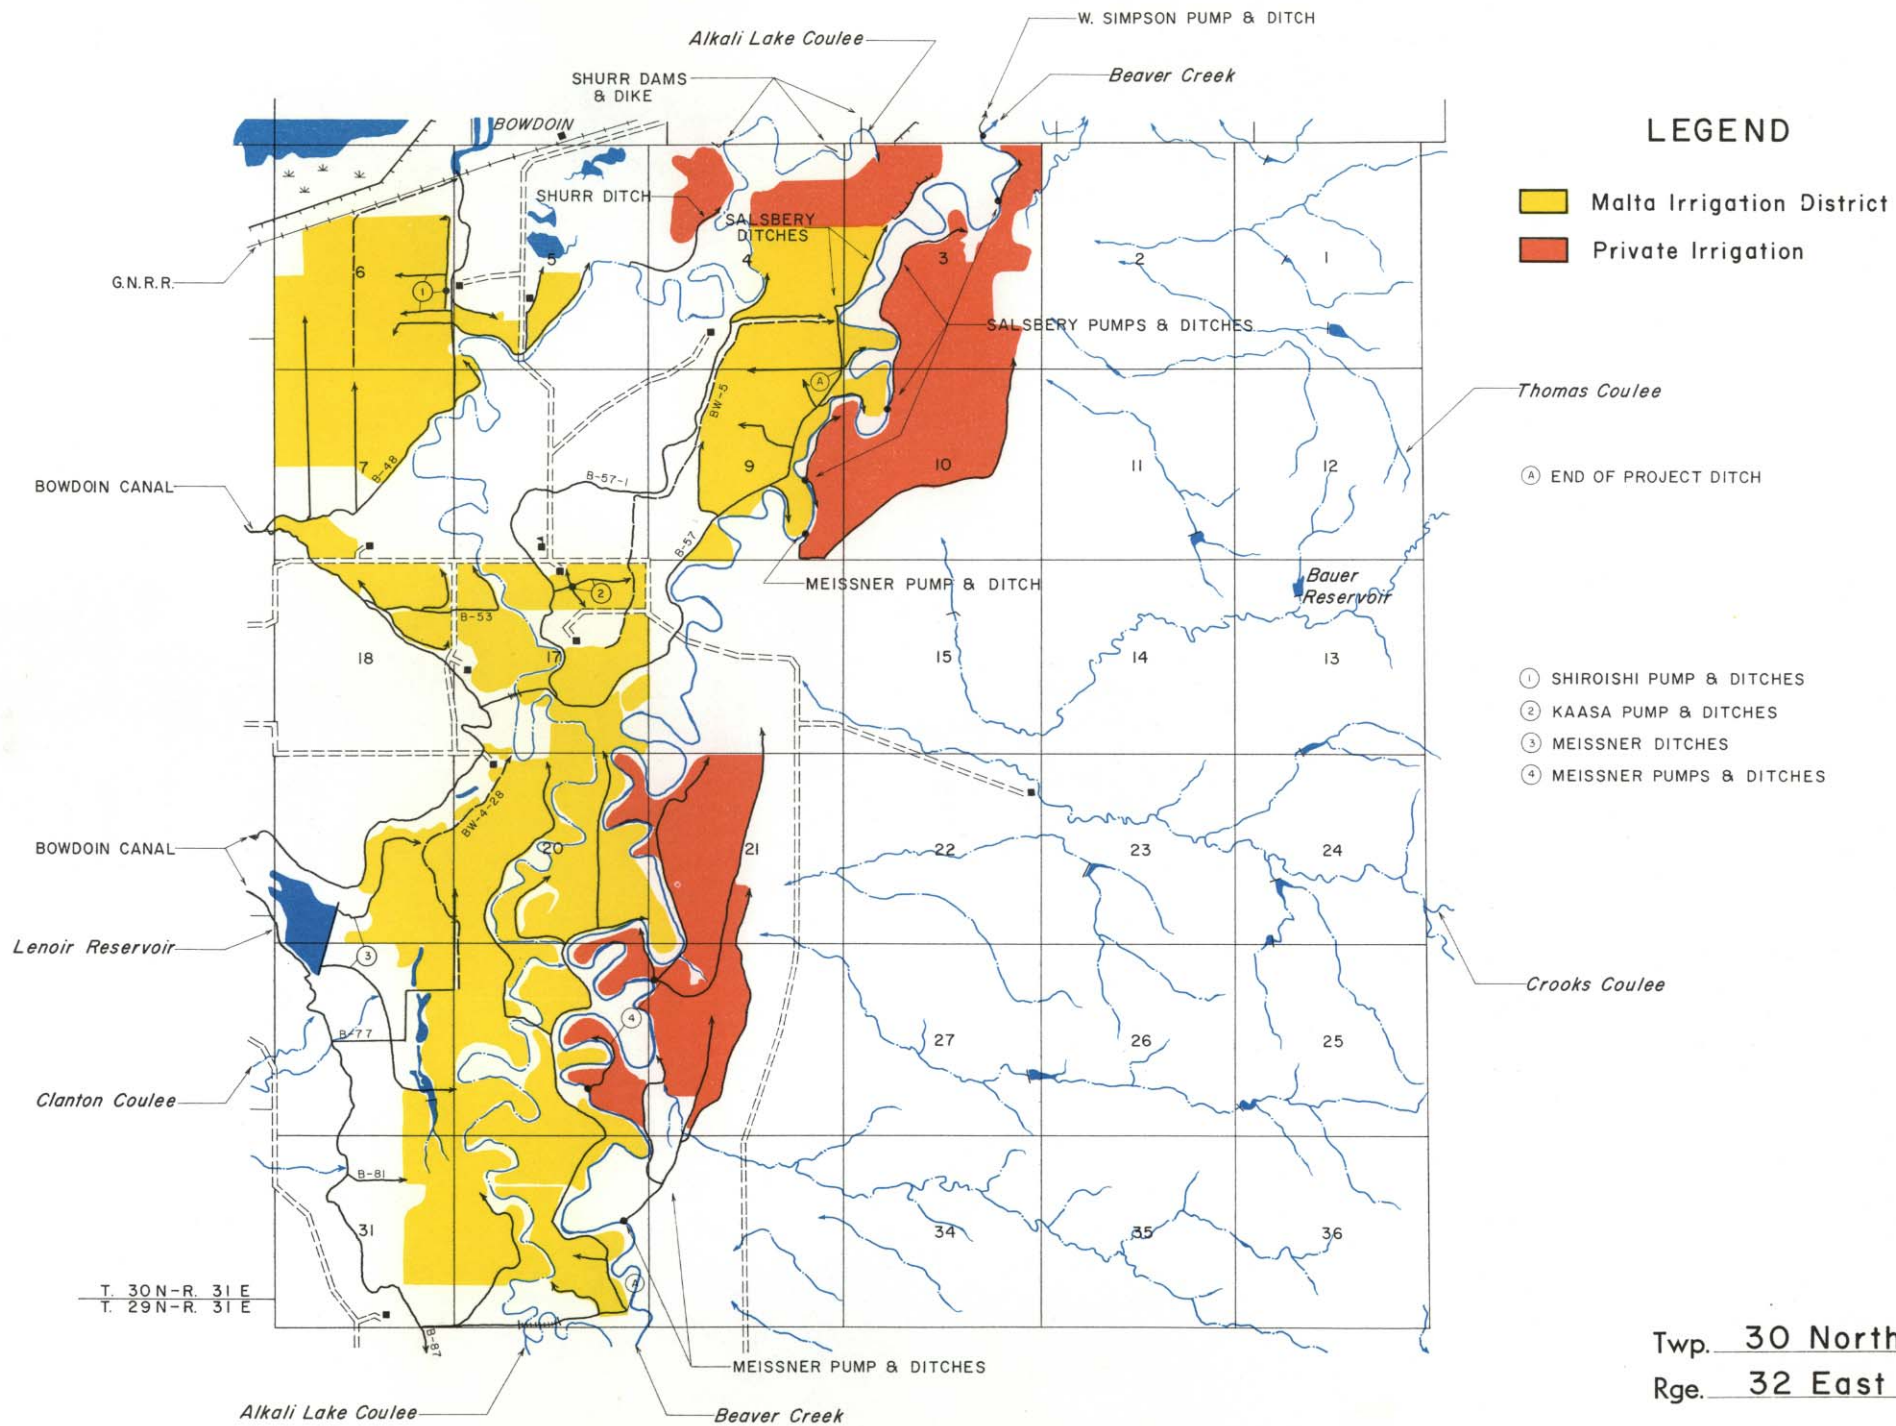 W. SIMPSON PUMP & DITCH
Alkali Lake Coulee
SHURR DAMS
& DIKE
Beaver Creek
BOWDOIN
LEGEND
Malta Irrigation District
Private Irrigation
SHURR DITCH
SALSBERY
DITCHES
G.N.R.R.
6
5
4
3
2
1
1
SALSBERY PUMPS & DITCHES
A
BW-5
Thomas Coulee
7
B-48
9
10
11
12
B-57-1
BOWDOIN CANAL
A END OF PROJECT DITCH
B-57
MEISSNER PUMP & DITCH
Bauer
Reservoir
2
B-53
18
17
15
14
13
1 SHIROISHI PUMP & DITCHES
2 KAASA PUMP & DITCHES
3 MEISSNER DITCHES
4 MEISSNER PUMPS & DITCHES
BW-4-28
BOWDOIN CANAL
20
21
22
23
24
Lenoir Reservoir
3
Crooks Coulee
4
B-77
27
26
25
Clanton Coulee
B-81
31
34
35
36
A
T. 30 N-R. 31 E
T. 29 N-R. 31 E
B-87
MEISSNER PUMP & DITCHES
Alkali Lake Coulee
Beaver Creek
Twp. 30 North
Rge. 32 East